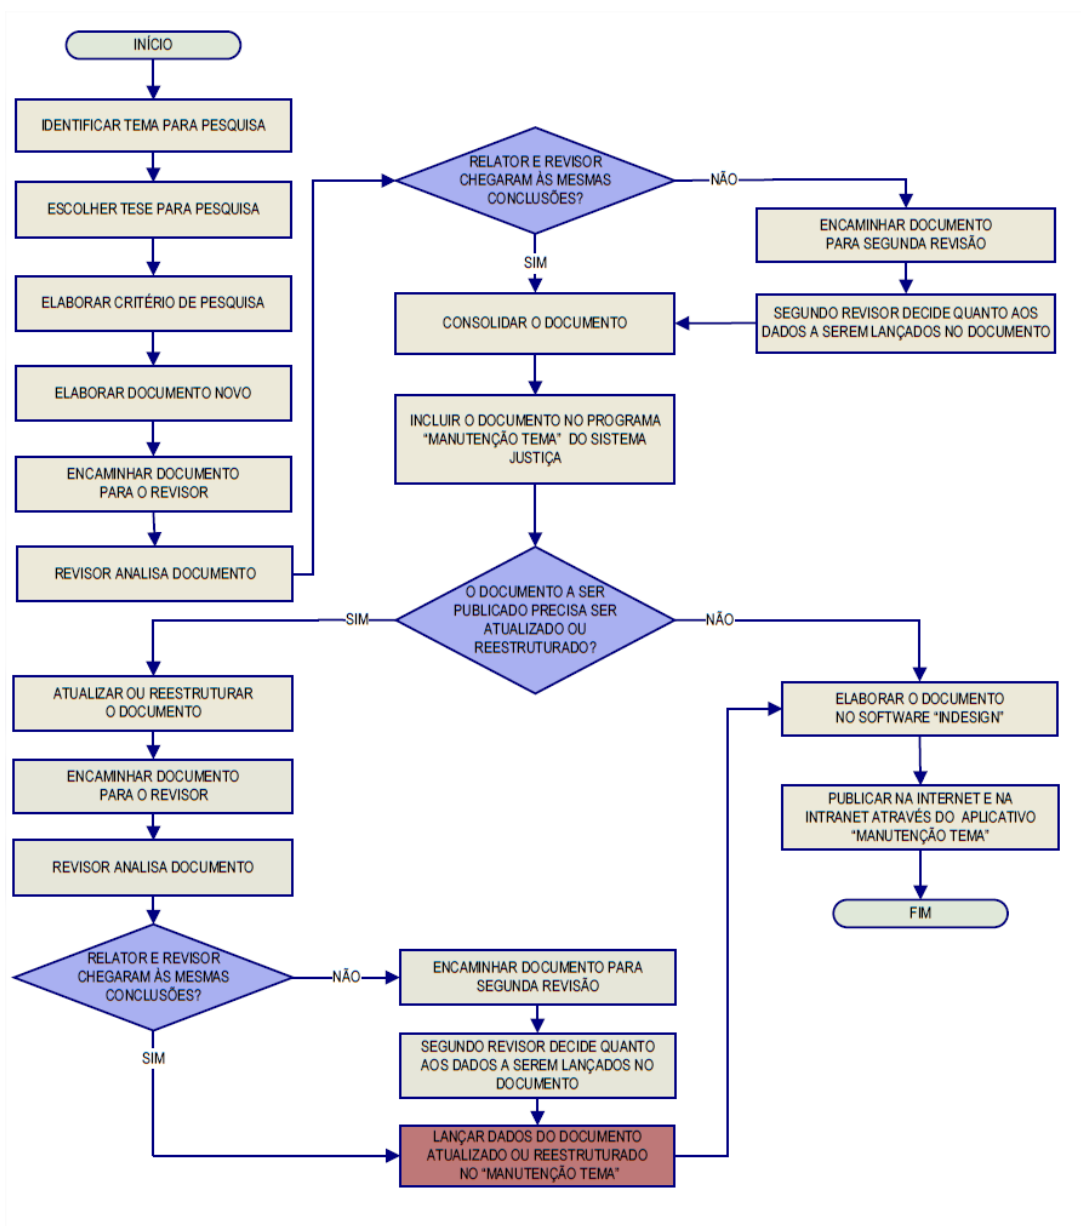 INÍCIO
IDENTIFICAR TEMA PARA PESQUISA
ESCOLHER TESE PARA PESQUISA
ELABORAR CRITÉRIO DE PESQUISA
ELABORAR DOCUMENTO NOVO
ENCAMINHAR DOCUMENTO
PARA O REVISOR
REVISOR ANALISA DOCUMENTO
RELATOR E REVISOR
CHEGARAM ÀS MESMAS
CONCLUSÕES?
NÃO
ENCAMINHAR DOCUMENTO
PARA SEGUNDA REVISÃO
SEGUNDO REVISOR DECIDE QUANTO AOS
DADOS A SEREM LANÇADOS NO DOCUMENTO
SIM
CONSOLIDAR O DOCUMENTO
INCLUIR O DOCUMENTO NO PROGRAMA
“MANUTENÇÃO TEMA” DO SISTEMA
JUSTIÇA
O DOCUMENTO A SER
PUBLICADO PRECISA SER
ATUALIZADO OU
REESTRUTURADO?
SIM
NÃO
ATUALIZAR OU REESTRUTURAR
O DOCUMENTO
ENCAMINHAR DOCUMENTO
PARA O REVISOR
REVISOR ANALISA DOCUMENTO
RELATOR E REVISOR
CHEGARAM ÀS MESMAS
CONCLUSÕES?
NÃO
SIM
ENCAMINHAR DOCUMENTO PARA
SEGUNDA REVISÃO
SEGUNDO REVISOR DECIDE QUANTO
AOS DADOS A SEREM LANÇADOS NO
DOCUMENTO
LANÇAR DADOS DO DOCUMENTO
ATUALIZADO OU REESTRUTURADO
NO “MANUTENÇÃO TEMA”
ELABORAR O DOCUMENTO
NO SOFTWARE “INDESIGN”
PUBLICAR NA INTERNET E NA
INTRANET ATRAVÉS DO APLICATIVO
“MANUTENÇÃO TEMA”
FIM